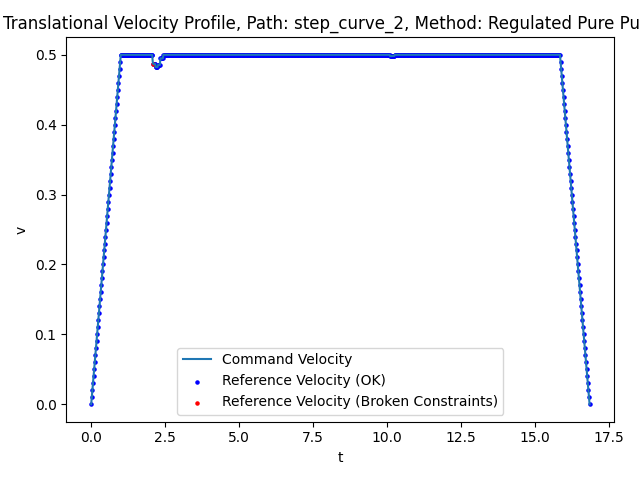 Translational Velocity Profile, Path: step_curve_2, Method: Regulated Pure Pu
0.5
0.4
0.3
0.2
0.1
0.0
v
Command Velocity
Reference Velocity (OK)
Reference Velocity (Broken Constraints)
0.0 2.5 5.0 7.5 10.0 12.5 15.0 17.5
t